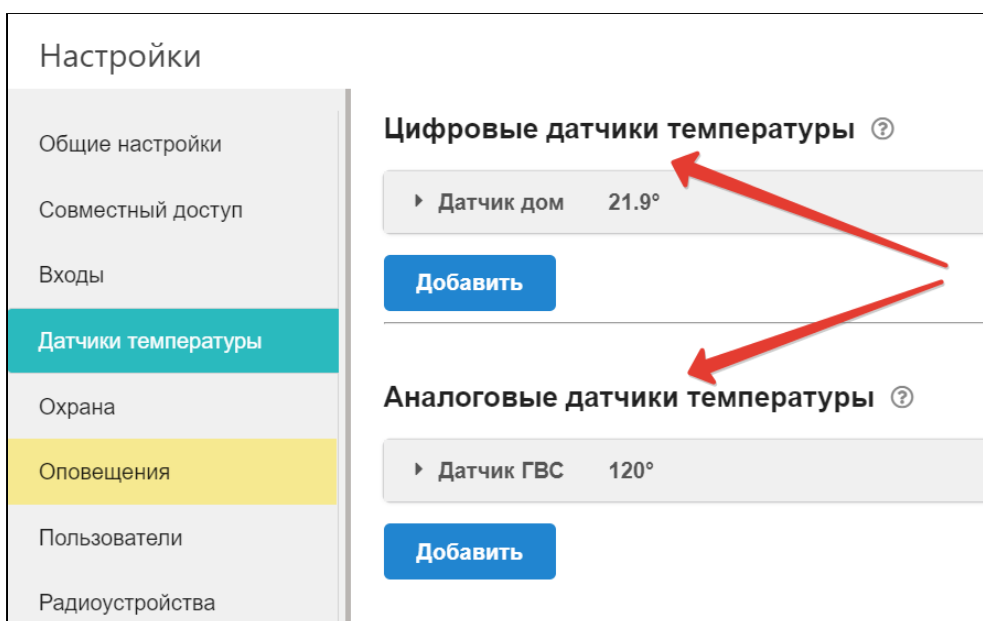 Настройки
Общие настройки
Совместный доступ
Входы
Датчики температуры
Охрана
Оповещения
Пользователи
Радиоустройства
Цифровые датчики температуры ?
Датчик дом 21.9°
Добавить
Аналоговые датчики температуры ?
Датчик ГВС 120°
Добавить